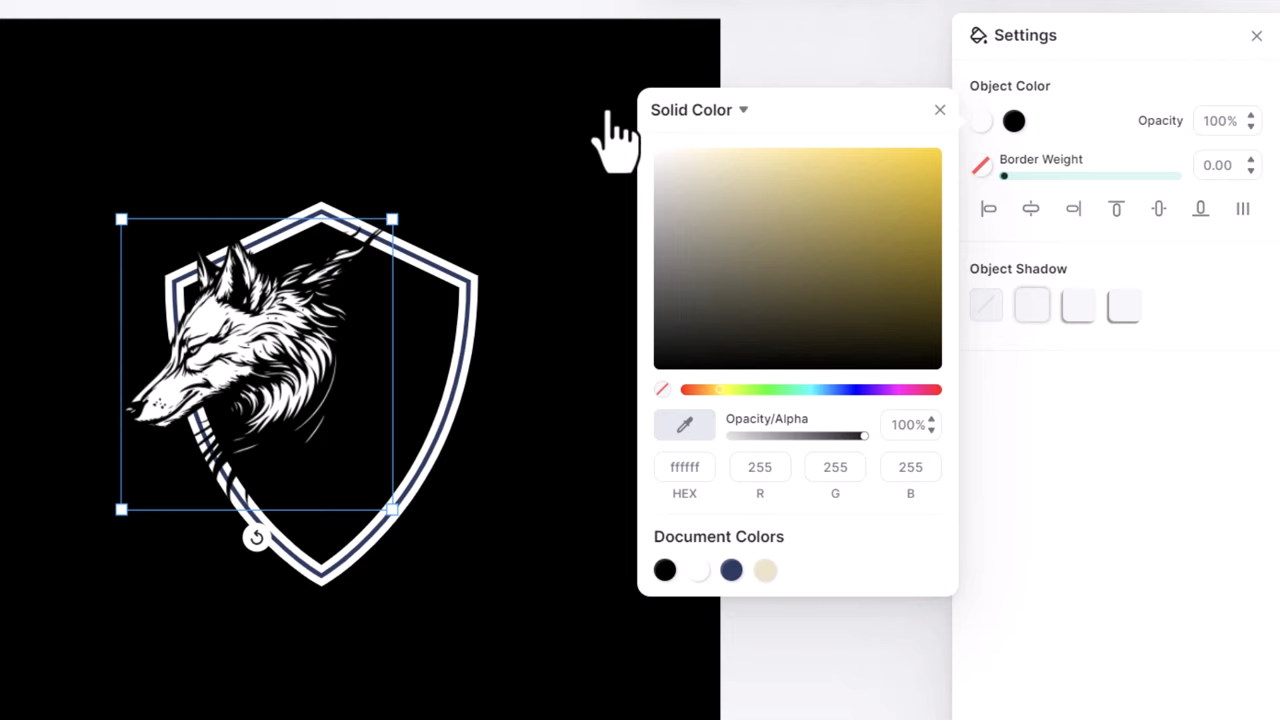 Settings
Object Color
Solid Color
Opacity
100%
Border Weight
0.00
Object Shadow
Opacity/Alpha
100%
ffffff
255
255
255
HEX
R
G
B
Document Colors